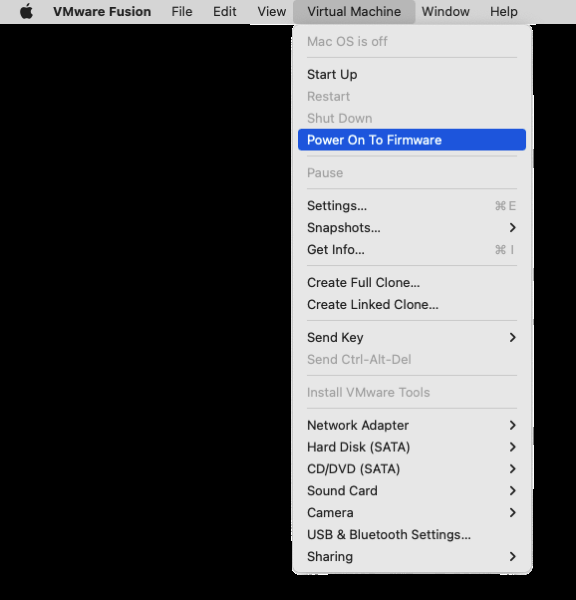 VMware Fusion File Edit View Virtual Machine Window Help
Mac OS is off
Start Up
Restart
Shut Down
Power On To Firmware
Pause
Settings... ⌘E
Snapshots...
Get Info... ⌘I
Create Full Clone...
Create Linked Clone...
Send Key
Send Ctrl-Alt-Del
Install VMware Tools
Network Adapter
Hard Disk (SATA)
CD/DVD (SATA)
Sound Card
Camera
USB & Bluetooth Settings...
Sharing